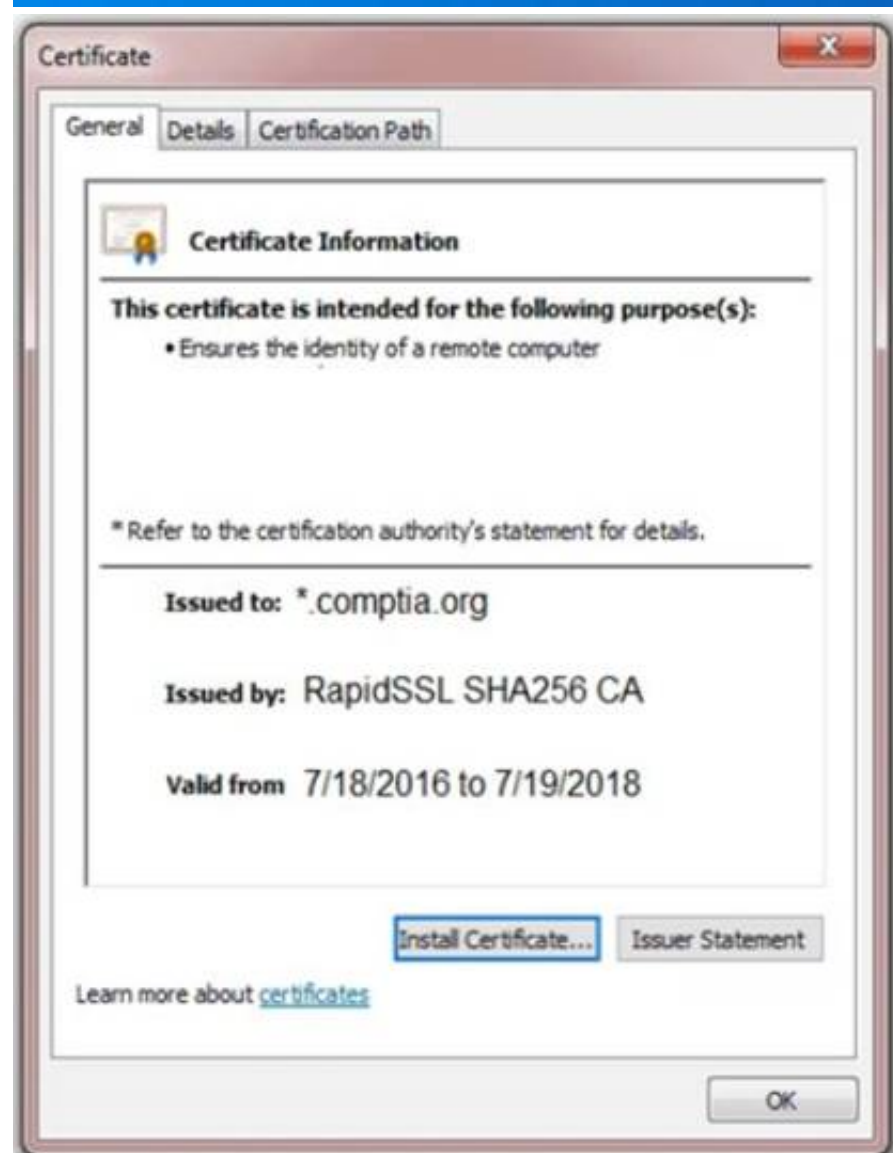 Certificate
General
Details
Certification Path
Certificate Information
This certificate is intended for the following purpose(s):
• Ensures the identity of a remote computer
* Refer to the certification authority's statement for details.
Issued to: *.comptia.org
Issued by: RapidSSL SHA256 CA
Valid from 7/18/2016 to 7/19/2018
Install Certificate...
Issuer Statement
Learn more about certificates
OK